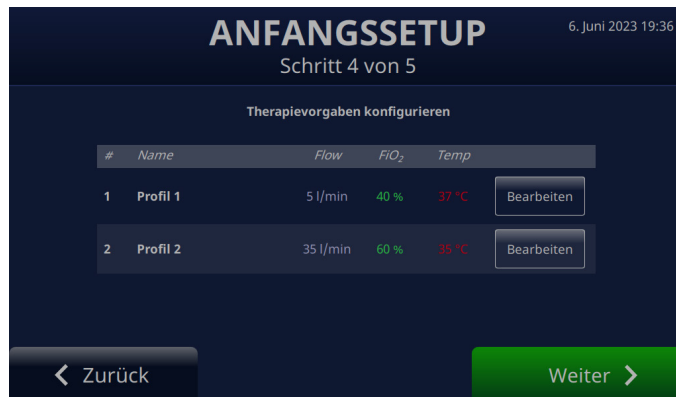 ANFANGSSETUP
6. Juni 2023 19:36
Schritt 4 von 5
Therapievorgaben konfigurieren
# Name Flow FiO₂ Temp
1 Profil 1 5 l/min 40 % 37 °C Bearbeiten
2 Profil 2 35 l/min 60 % 35 °C Bearbeiten
Zurück Weiter